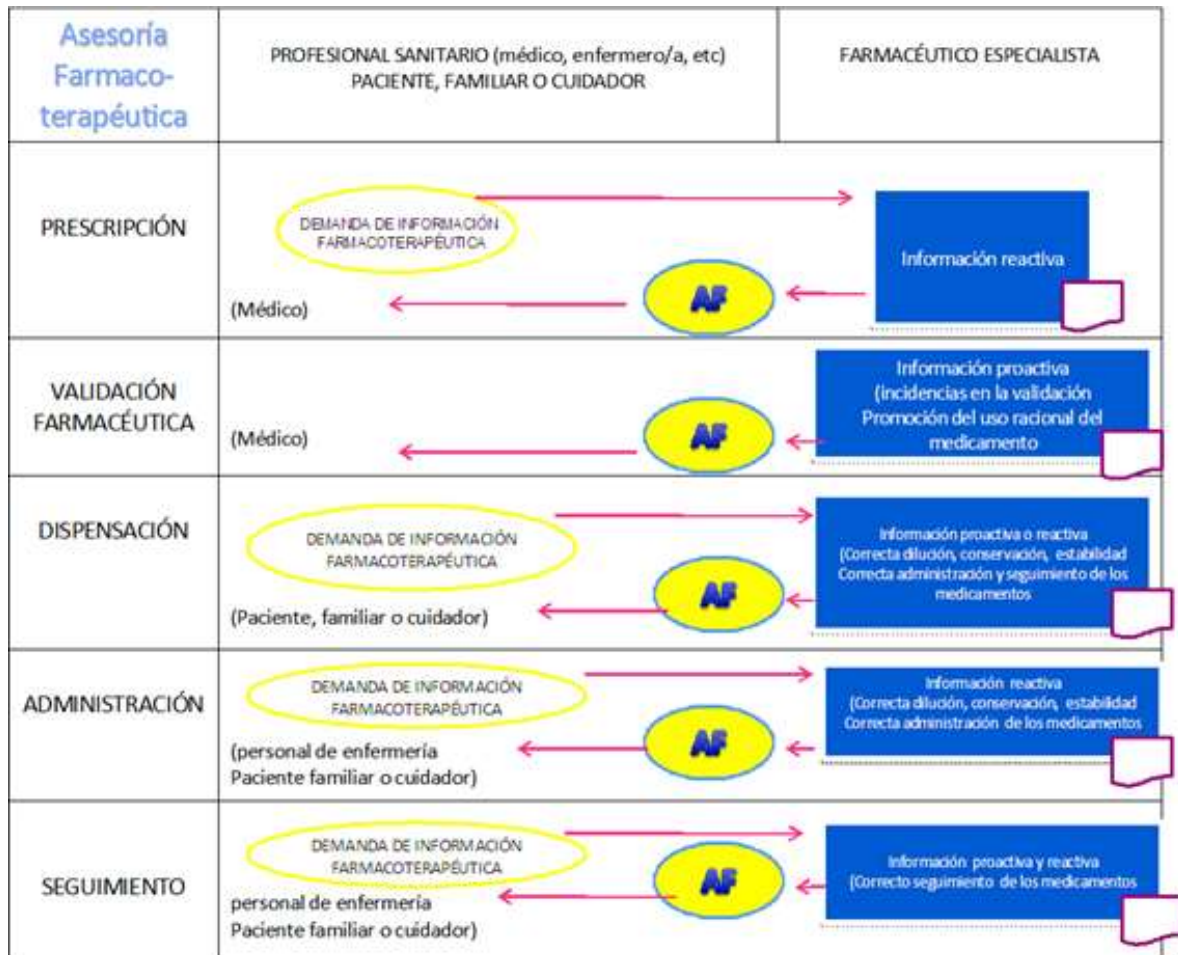 Asesoría
Farmaco-
terapéutica
PROFESIONAL SANITARIO (médico, enfermero/a, etc)
PACIENTE, FAMILIAR O CUIDADOR
FARMACÉUTICO ESPECIALISTA
PRESCRIPCIÓN
DEMANDA DE INFORMACIÓN
FARMACOTERAPÉUTICA
(Médico)
AF
Información reactiva
VALIDACIÓN
FARMACÉUTICA
(Médico)
AF
Información proactiva
(incidencias en la validación
Promoción del uso racional del
medicamento
DISPENSACIÓN
DEMANDA DE INFORMACIÓN
FARMACOTERAPÉUTICA
(Paciente, familiar o cuidador)
AF
Información proactiva o reactiva
(Correcta dilución, conservación, estabilidad
Correcta administración y seguimiento de los
medicamentos
ADMINISTRACIÓN
DEMANDA DE INFORMACIÓN
FARMACOTERAPÉUTICA
(personal de enfermería
Paciente familiar o cuidador)
AF
Información reactiva
(Correcta dilución, conservación, estabilidad
Correcta administración de los medicamentos
SEGUIMIENTO
DEMANDA DE INFORMACIÓN
FARMACOTERAPÉUTICA
personal de enfermería
Paciente familiar o cuidador)
AF
Información proactiva y reactiva
(Correcto seguimiento de los medicamentos